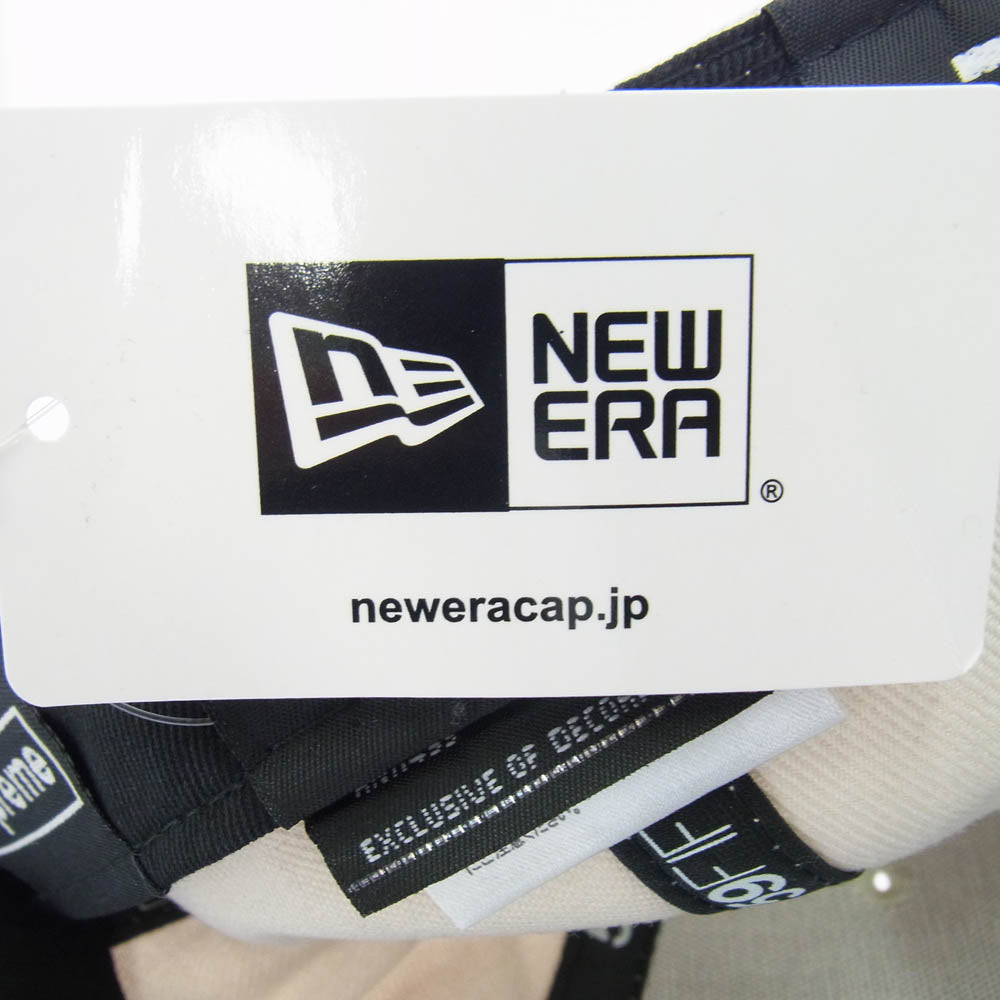 NEW
ERA
®
neweracap.jp
preme
EXCLUSIVE OF DECOR